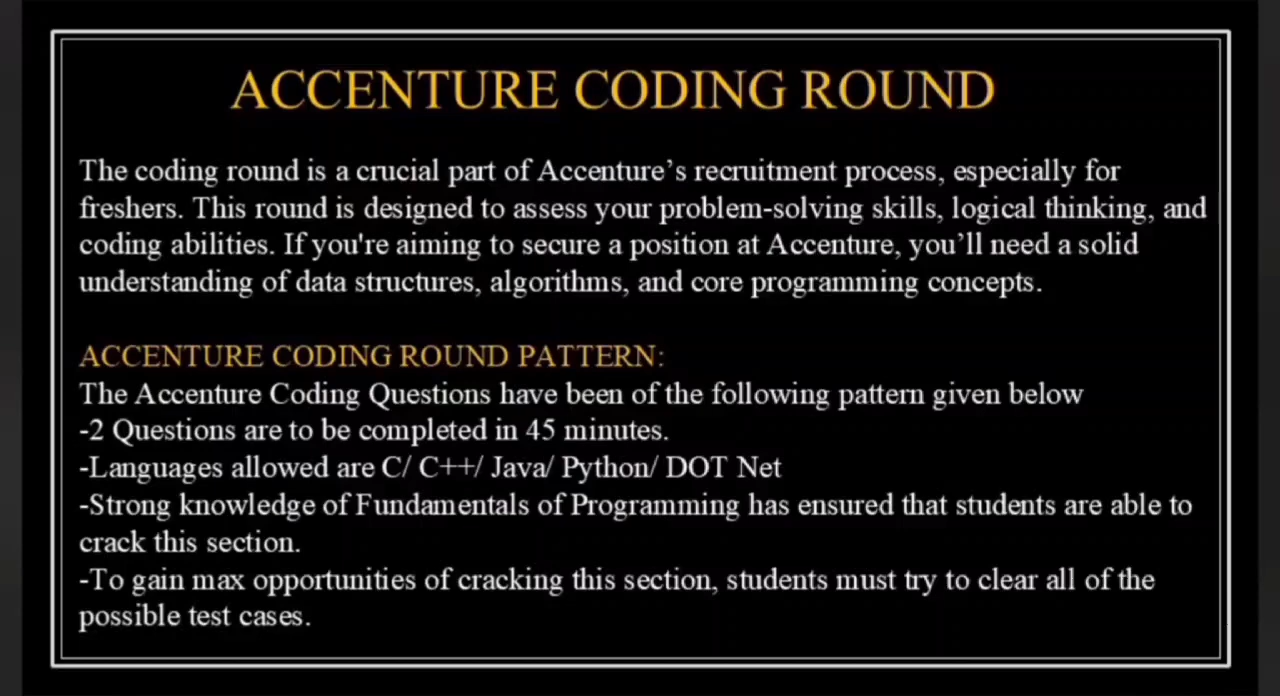 ACCENTURE CODING ROUND
The coding round is a crucial part of Accenture’s recruitment process, especially for
freshers. This round is designed to assess your problem-solving skills, logical thinking, and
coding abilities. If you're aiming to secure a position at Accenture, you’ll need a solid
understanding of data structures, algorithms, and core programming concepts.
ACCENTURE CODING ROUND PATTERN:
The Accenture Coding Questions have been of the following pattern given below
-2 Questions are to be completed in 45 minutes.
-Languages allowed are C/ C++/ Java/ Python/ DOT Net
-Strong knowledge of Fundamentals of Programming has ensured that students are able to
crack this section.
-To gain max opportunities of cracking this section, students must try to clear all of the
possible test cases.